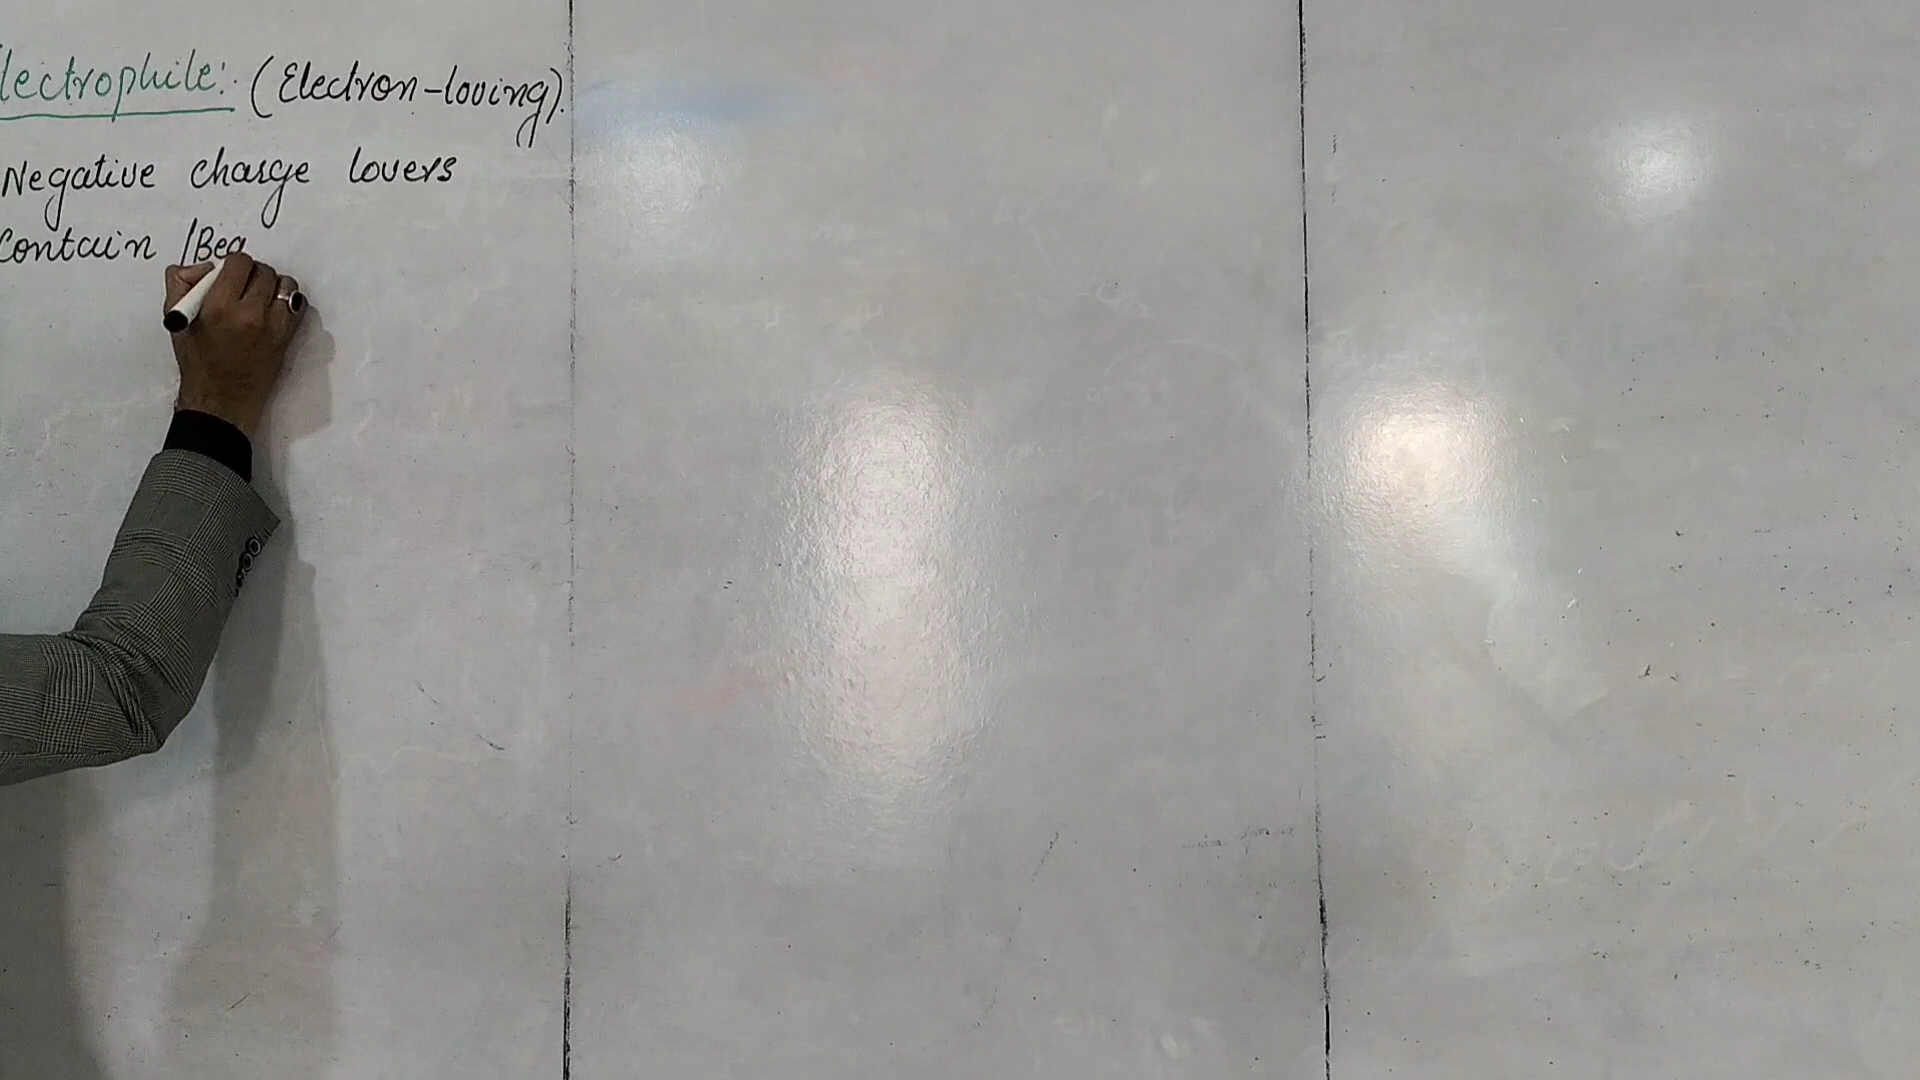 lectrophile:- (Electron-loving).
Negative charge lovers
Contain /Bea